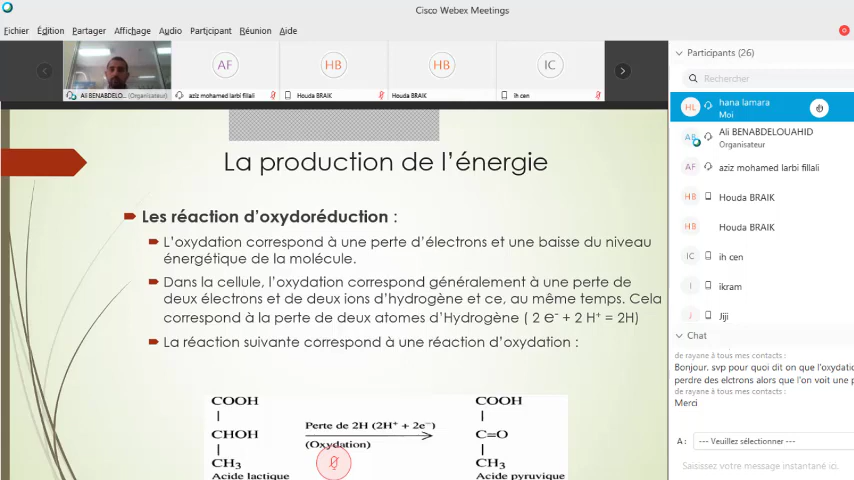 Cisco Webex Meetings
Fichier Édition Partager Affichage Audio Participant Réunion Aide
AF HB HB IC
Ali BENABDELO... (Organisateur) aziz mohamed larbi fillali Houda BRAIK Houda BRAIK ih cen
La production de l'énergie
Les réaction d'oxydoréduction :
L'oxydation correspond à une perte d'électrons et une baisse du niveau
énergétique de la molécule.
Dans la cellule, l'oxydation correspond généralement à une perte de
deux électrons et de deux ions d'hydrogène et ce, au même temps. Cela
correspond à la perte de deux atomes d'Hydrogène ( 2 e⁻ + 2 H⁺ = 2H)
La réaction suivante correspond à une réaction d'oxydation :
COOH
CHOH
CH₃
Acide lactique
Perte de 2H (2H⁺ + 2e⁻)
(Oxydation)
COOH
C=O
CH₃
Acide pyruvique
Participants (26)
Rechercher
HL hana lamara
Moi
AB Ali BENABDELOUAHID
Organisateur
AF aziz mohamed larbi fillali
HB Houda BRAIK
HB Houda BRAIK
IC ih cen
I ikram
J Jiji
Chat
de rayane à tous mes contacts :
Bonjour, svp pour quoi dit on que l'oxydatio
perdre des elctrons alors que l'on voit une p
de rayane à tous mes contacts :
Merci
A : --- Veuillez sélectionner ---
Saisissez votre message instantané ici.